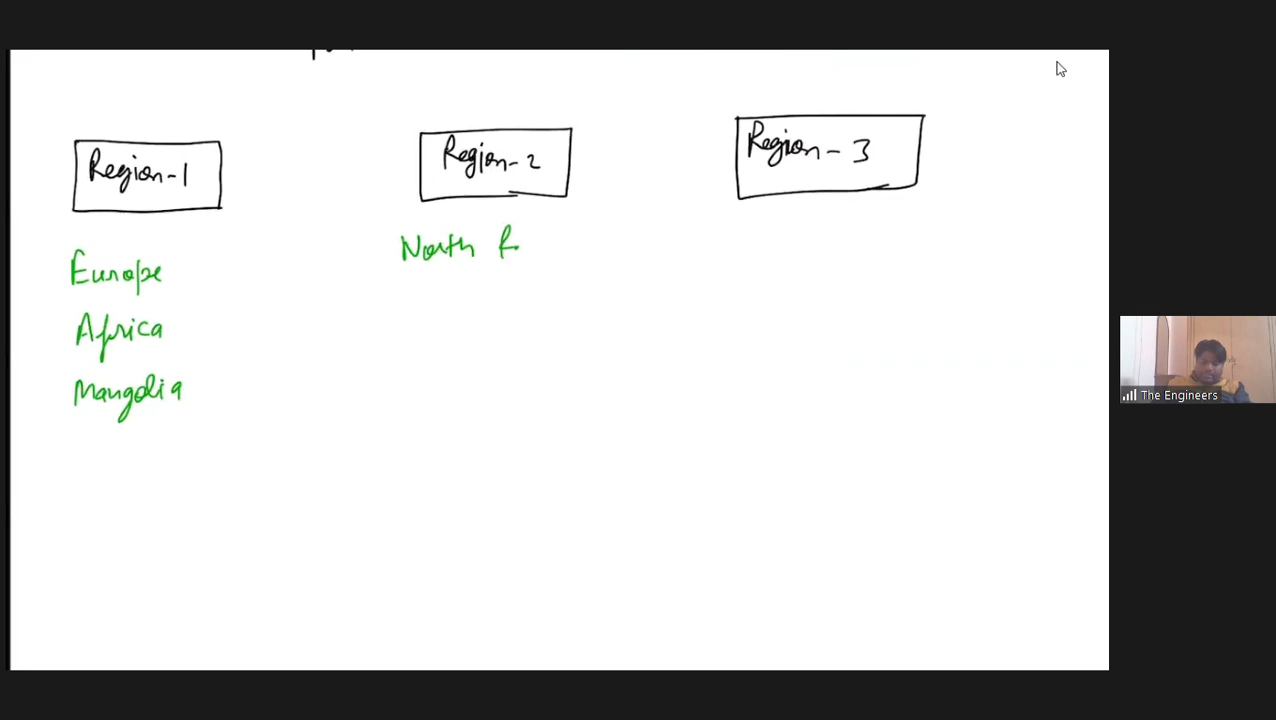 Region-1
Region-2
Region-3
Europe
Africa
Mangolia
North
The Engineers